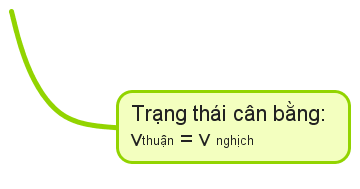 Trạng thái cân bằng:
vthuận = v nghịch